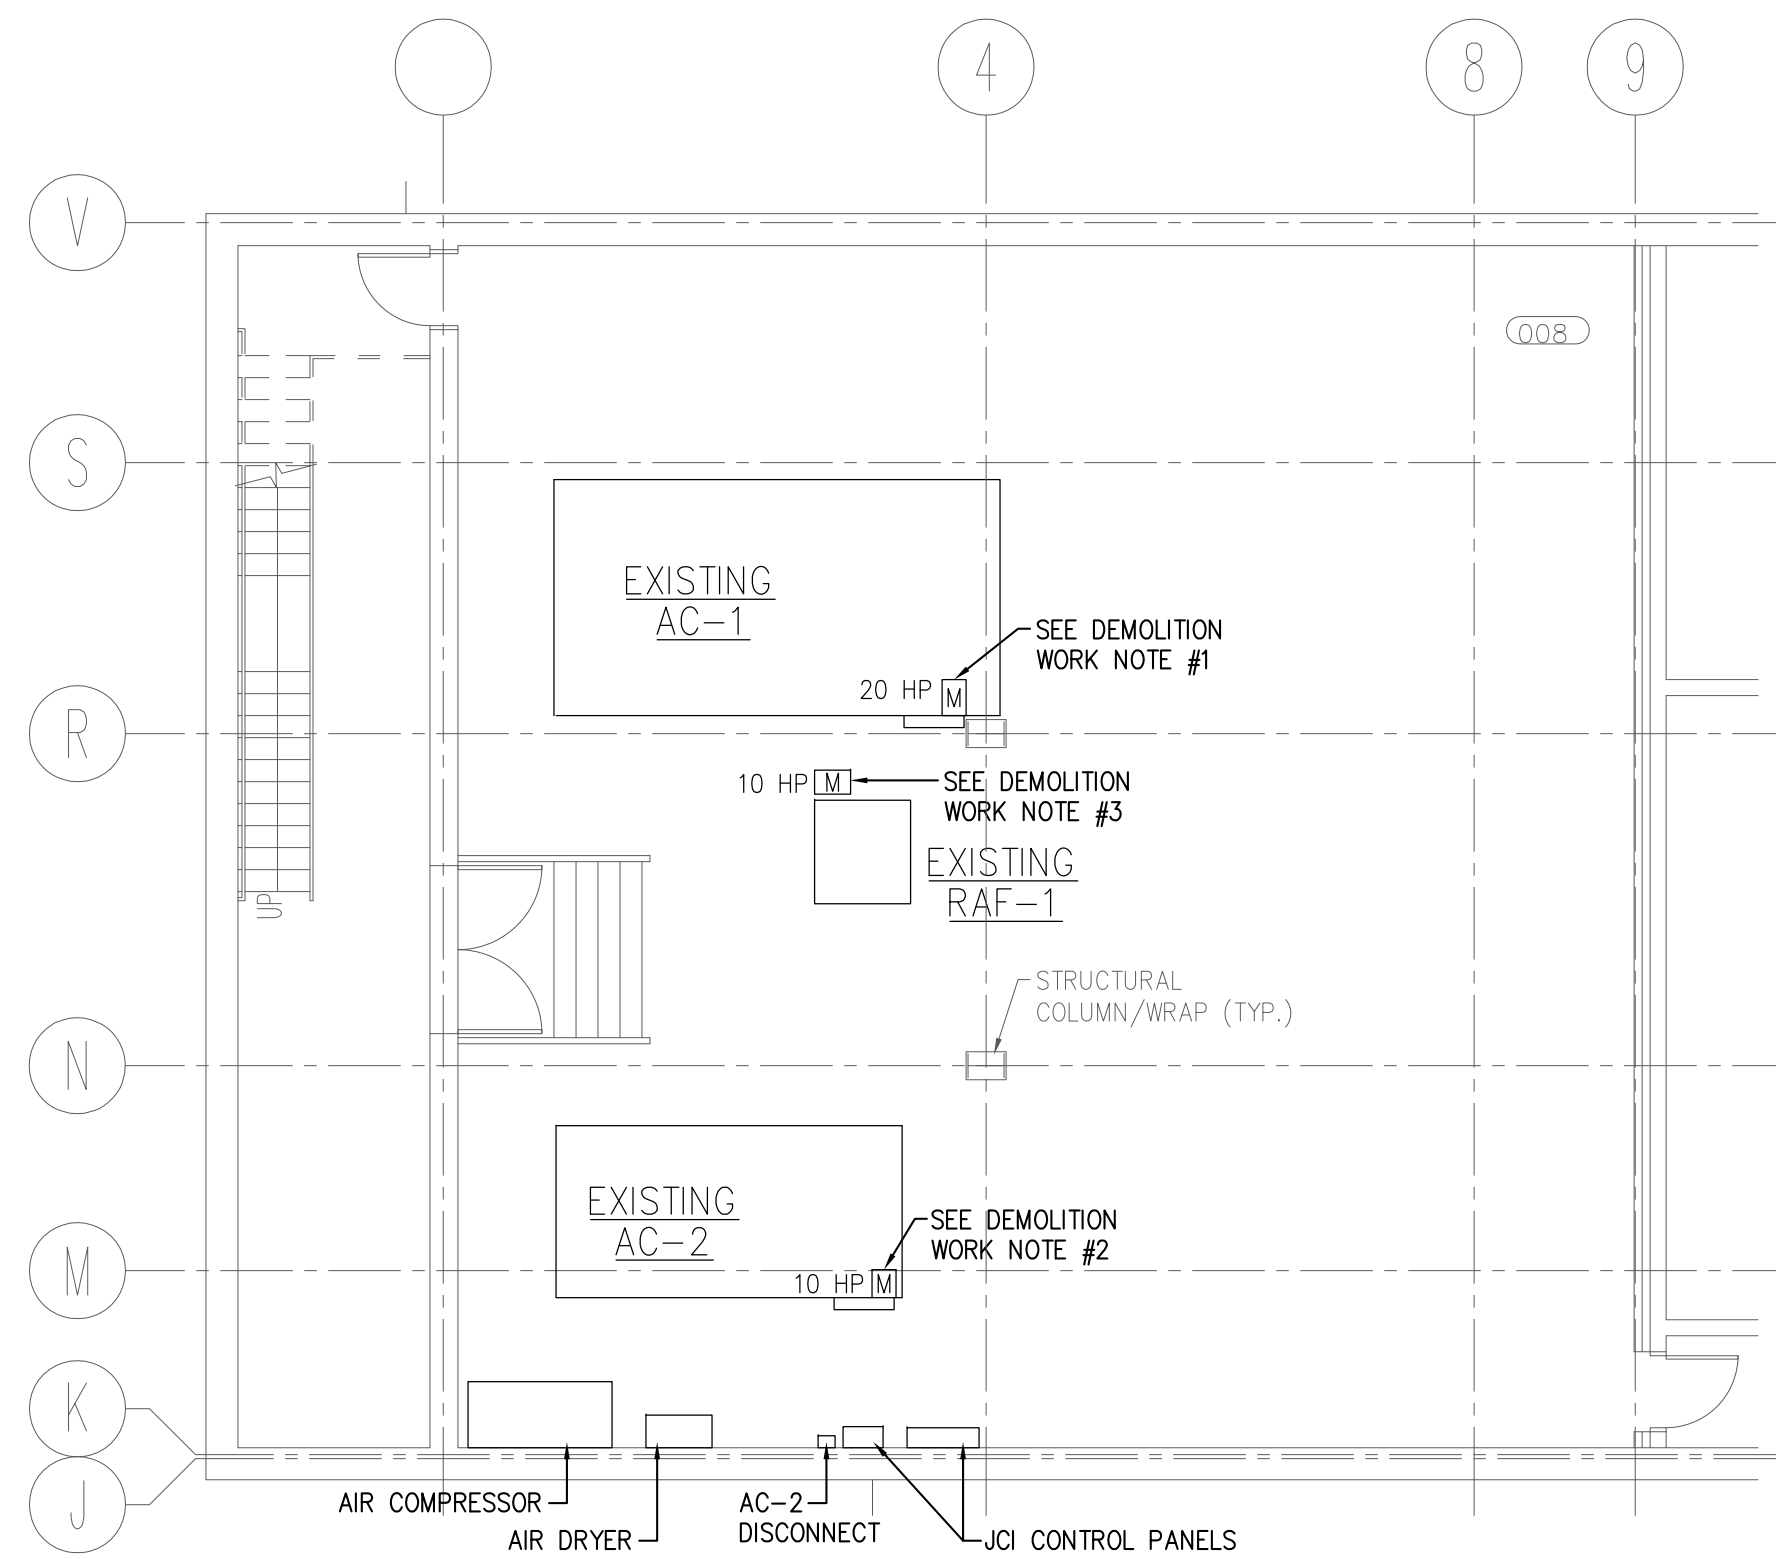 4
8
9
V
008
S
EXISTING
AC-1
SEE DEMOLITION
WORK NOTE #1
20 HP
M
R
10 HP
M
SEE DEMOLITION
WORK NOTE #3
EXISTING
RAF-1
UP
STRUCTURAL
COLUMN/WRAP (TYP.)
N
EXISTING
AC-2
SEE DEMOLITION
WORK NOTE #2
10 HP
M
M
K
J
AIR COMPRESSOR
AIR DRYER
AC-2
DISCONNECT
JCI CONTROL PANELS